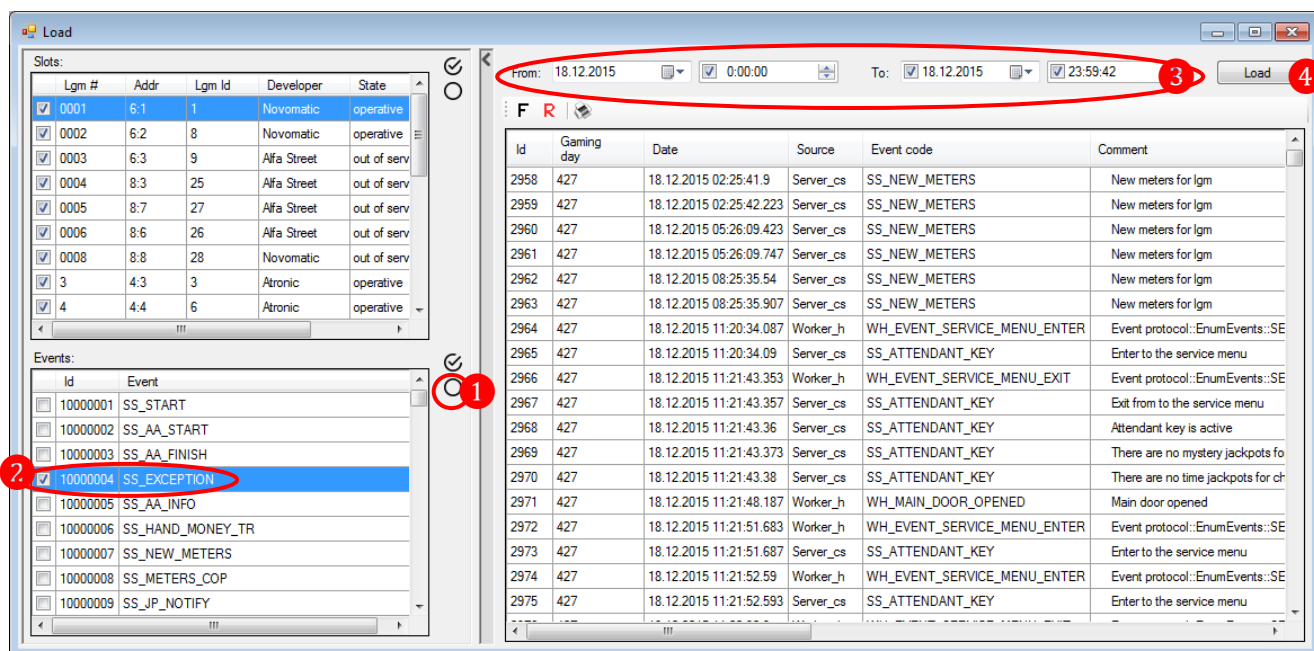 Load
Slots:
Lgm # Addr Lgm Id Developer State
0001 6:1 1 Novomatic operative
0002 6:2 8 Novomatic operative
0003 6:3 9 Alfa Street out of serv
0004 8:3 25 Alfa Street out of serv
0005 8:7 27 Alfa Street out of serv
0006 8:6 26 Alfa Street out of serv
0008 8:8 28 Novomatic out of serv
3 4:3 3 Atronic operative
4 4:4 6 Atronic operative
Events:
1
Id Event
10000001 SS_START
10000002 SS_AA_START
10000003 SS_AA_FINISH
2 10000004 SS_EXCEPTION
10000005 SS_AA_INFO
10000006 SS_HAND_MONEY_TR
10000007 SS_NEW_METERS
10000008 SS_METERS_COP
10000009 SS_JP_NOTIFY
From: 18.12.2015 0:00:00 To: 18.12.2015 23:59:42 3 Load 4
F R
Id Gaming day Date Source Event code Comment
2958 427 18.12.2015 02:25:41.9 Server_cs SS_NEW_METERS New meters for lgm
2959 427 18.12.2015 02:25:42.223 Server_cs SS_NEW_METERS New meters for lgm
2960 427 18.12.2015 05:26:09.423 Server_cs SS_NEW_METERS New meters for lgm
2961 427 18.12.2015 05:26:09.747 Server_cs SS_NEW_METERS New meters for lgm
2962 427 18.12.2015 08:25:35.54 Server_cs SS_NEW_METERS New meters for lgm
2963 427 18.12.2015 08:25:35.907 Server_cs SS_NEW_METERS New meters for lgm
2964 427 18.12.2015 11:20:34.087 Worker_h WH_EVENT_SERVICE_MENU_ENTER Event protocol::EnumEvents::SE
2965 427 18.12.2015 11:20:34.09 Server_cs SS_ATTENDANT_KEY Enter to the service menu
2966 427 18.12.2015 11:21:43.353 Worker_h WH_EVENT_SERVICE_MENU_EXIT Event protocol::EnumEvents::SE
2967 427 18.12.2015 11:21:43.357 Server_cs SS_ATTENDANT_KEY Exit from to the service menu
2968 427 18.12.2015 11:21:43.36 Server_cs SS_ATTENDANT_KEY Attendant key is active
2969 427 18.12.2015 11:21:43.373 Server_cs SS_ATTENDANT_KEY There are no mystery jackpots fo
2970 427 18.12.2015 11:21:43.38 Server_cs SS_ATTENDANT_KEY There are no time jackpots for ch
2971 427 18.12.2015 11:21:48.187 Worker_h WH_MAIN_DOOR_OPENED Main door opened
2972 427 18.12.2015 11:21:51.683 Worker_h WH_EVENT_SERVICE_MENU_ENTER Event protocol::EnumEvents::SE
2973 427 18.12.2015 11:21:51.687 Server_cs SS_ATTENDANT_KEY Enter to the service menu
2974 427 18.12.2015 11:21:52.59 Worker_h WH_EVENT_SERVICE_MENU_ENTER Event protocol::EnumEvents::SE
2975 427 18.12.2015 11:21:52.593 Server_cs SS_ATTENDANT_KEY Enter to the service menu